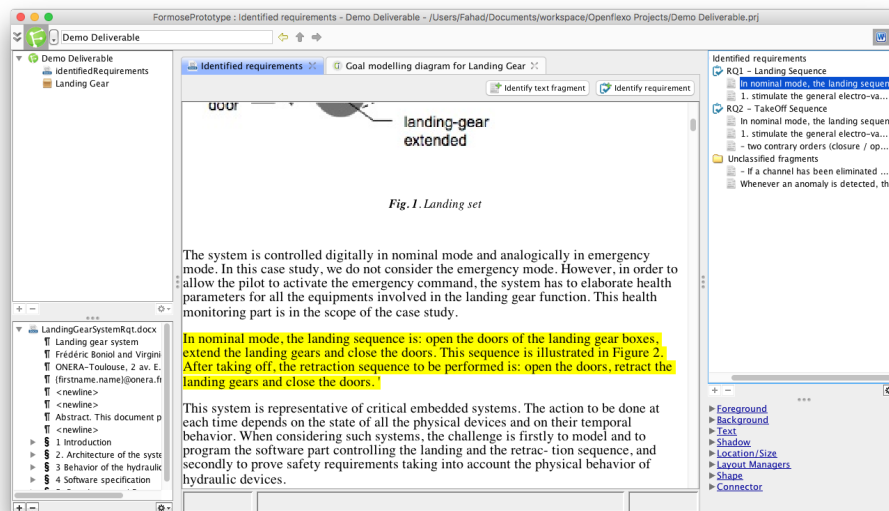 FormosePrototype : Identified requirements - Demo Deliverable - /Users/Fahad/Documents/workspace/Openflexo Projects/Demo Deliverable.prj
Demo Deliverable
Demo Deliverable
identifiedRequirements
Landing Gear
LandingGearSystemRqt.docx
¶ Landing gear system
¶ Frédéric Boniol and Virgini
¶ ONERA-Toulouse, 2 av. E.
¶ (firstname.name)@onera.fr
¶ <newline>
¶ <newline>
¶ Abstract. This document p
¶ <newline>
§ 1 Introduction
§ 2. Architecture of the syste
§ 3 Behavior of the hydraulic
§ 4 Software specification
Identified requirements
Goal modelling diagram for Landing Gear
Identify text fragment
Identify requirement
door
landing-gear
extended
Fig. 1. Landing set
The system is controlled digitally in nominal mode and analogically in emergency
mode. In this case study, we do not consider the emergency mode. However, in order to
allow the pilot to activate the emergency command, the system has to elaborate health
parameters for all the equipments involved in the landing gear function. This health
monitoring part is in the scope of the case study.
In nominal mode, the landing sequence is: open the doors of the landing gear boxes,
extend the landing gears and close the doors. This sequence is illustrated in Figure 2.
After taking off, the retraction sequence to be performed is: open the doors, retract the
landing gears and close the doors. '
This system is representative of critical embedded systems. The action to be done at
each time depends on the state of all the physical devices and on their temporal
behavior. When considering such systems, the challenge is firstly to model and to
program the software part controlling the landing and the retrac- tion sequence, and
secondly to prove safety requirements taking into account the physical behavior of
hydraulic devices.
Identified requirements
RQ1 - Landing Sequence
In nominal mode, the landing sequen
1. stimulate the general electro-va...
RQ2 - TakeOff Sequence
In nominal mode, the landing sequen
1. stimulate the general electro-va...
- two contrary orders (closure / op...
Unclassified fragments
- If a channel has been eliminated ...
Whenever an anomaly is detected, th
Foreground
Background
Text
Shadow
Location/Size
Layout Managers
Shape
Connector